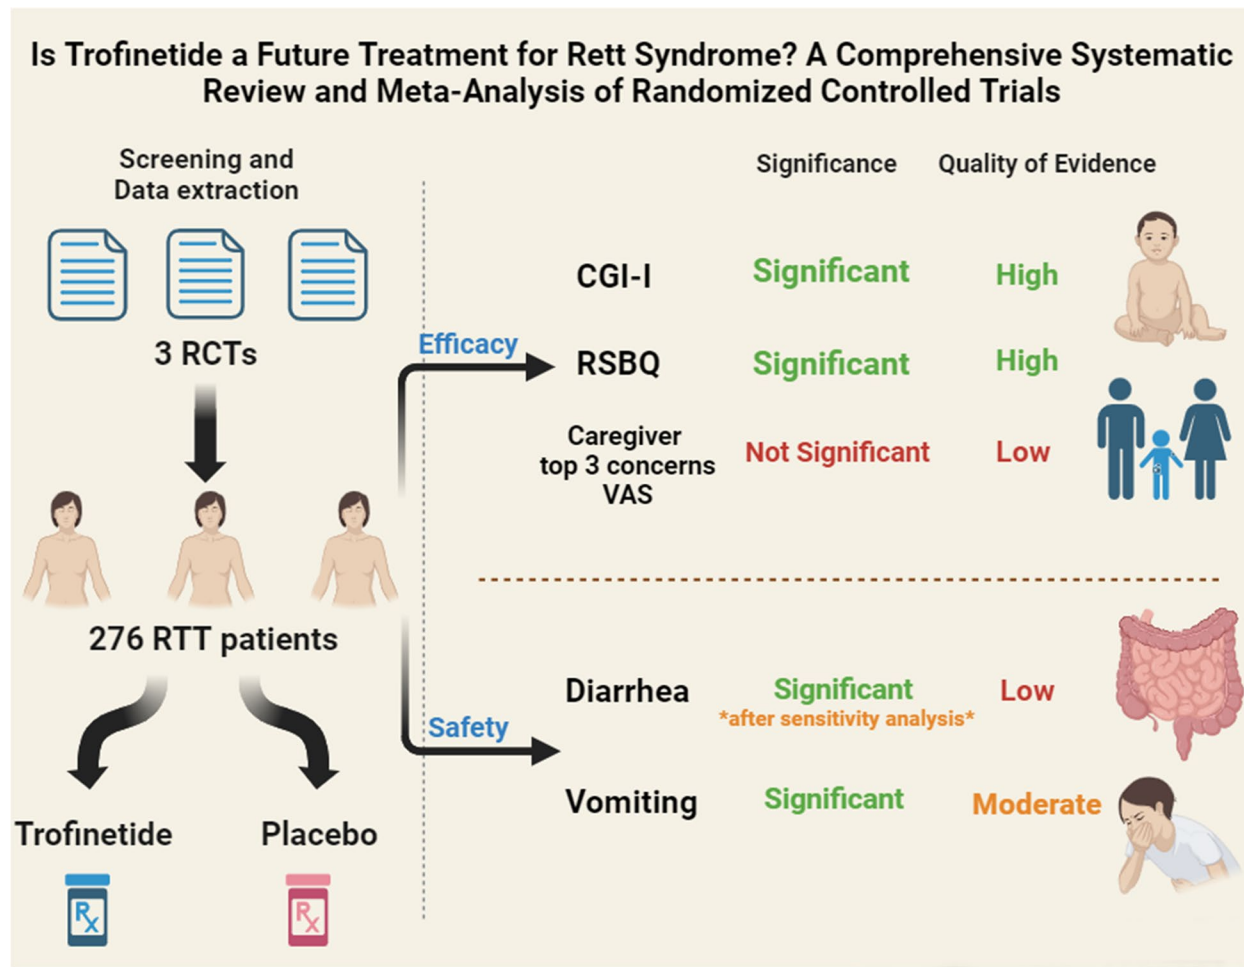 Is Trofinetide a Future Treatment for Rett Syndrome? A Comprehensive Systematic
Review and Meta-Analysis of Randomized Controlled Trials
Screening and
Data extraction
3 RCTs
276 RTT patients
Trofinetide
Placebo
Rx
Rx
Efficacy
Safety
Significance
Quality of Evidence
CGI-I
Significant
High
RSBQ
Significant
High
Caregiver
top 3 concerns
VAS
Not Significant
Low
Diarrhea
Significant
*after sensitivity analysis*
Low
Vomiting
Significant
Moderate